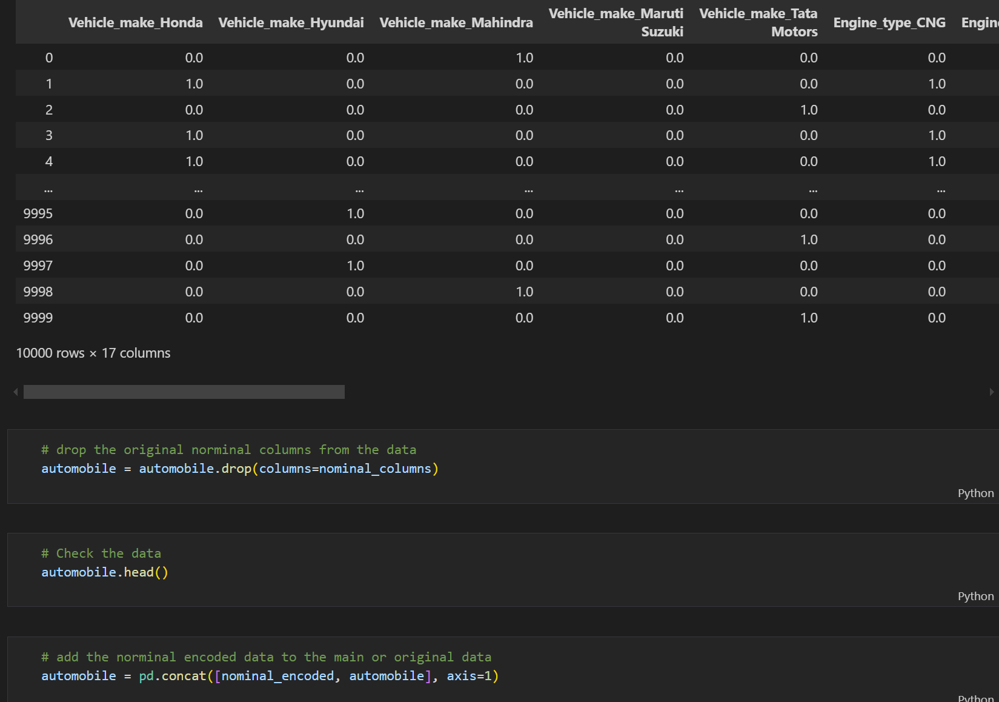 Vehicle_make_Honda Vehicle_make_Hyundai Vehicle_make_Mahindra Vehicle_make_Maruti Suzuki Vehicle_make_Tata Motors Engine_type_CNG Engin
0 0.0 0.0 1.0 0.0 0.0 0.0
1 1.0 0.0 0.0 0.0 0.0 1.0
2 0.0 0.0 0.0 0.0 1.0 0.0
3 1.0 0.0 0.0 0.0 0.0 1.0
4 1.0 0.0 0.0 0.0 0.0 1.0
... ... ... ... ... ... ...
9995 0.0 1.0 0.0 0.0 0.0 0.0
9996 0.0 0.0 0.0 0.0 1.0 0.0
9997 0.0 1.0 0.0 0.0 0.0 0.0
9998 0.0 0.0 1.0 0.0 0.0 0.0
9999 0.0 0.0 0.0 0.0 1.0 0.0
10000 rows × 17 columns
# drop the original norminal columns from the data
automobile = automobile.drop(columns=nominal_columns)
Python
# Check the data
automobile.head()
Python
# add the norminal encoded data to the main or original data
automobile = pd.concat([nominal_encoded, automobile], axis=1)
Python